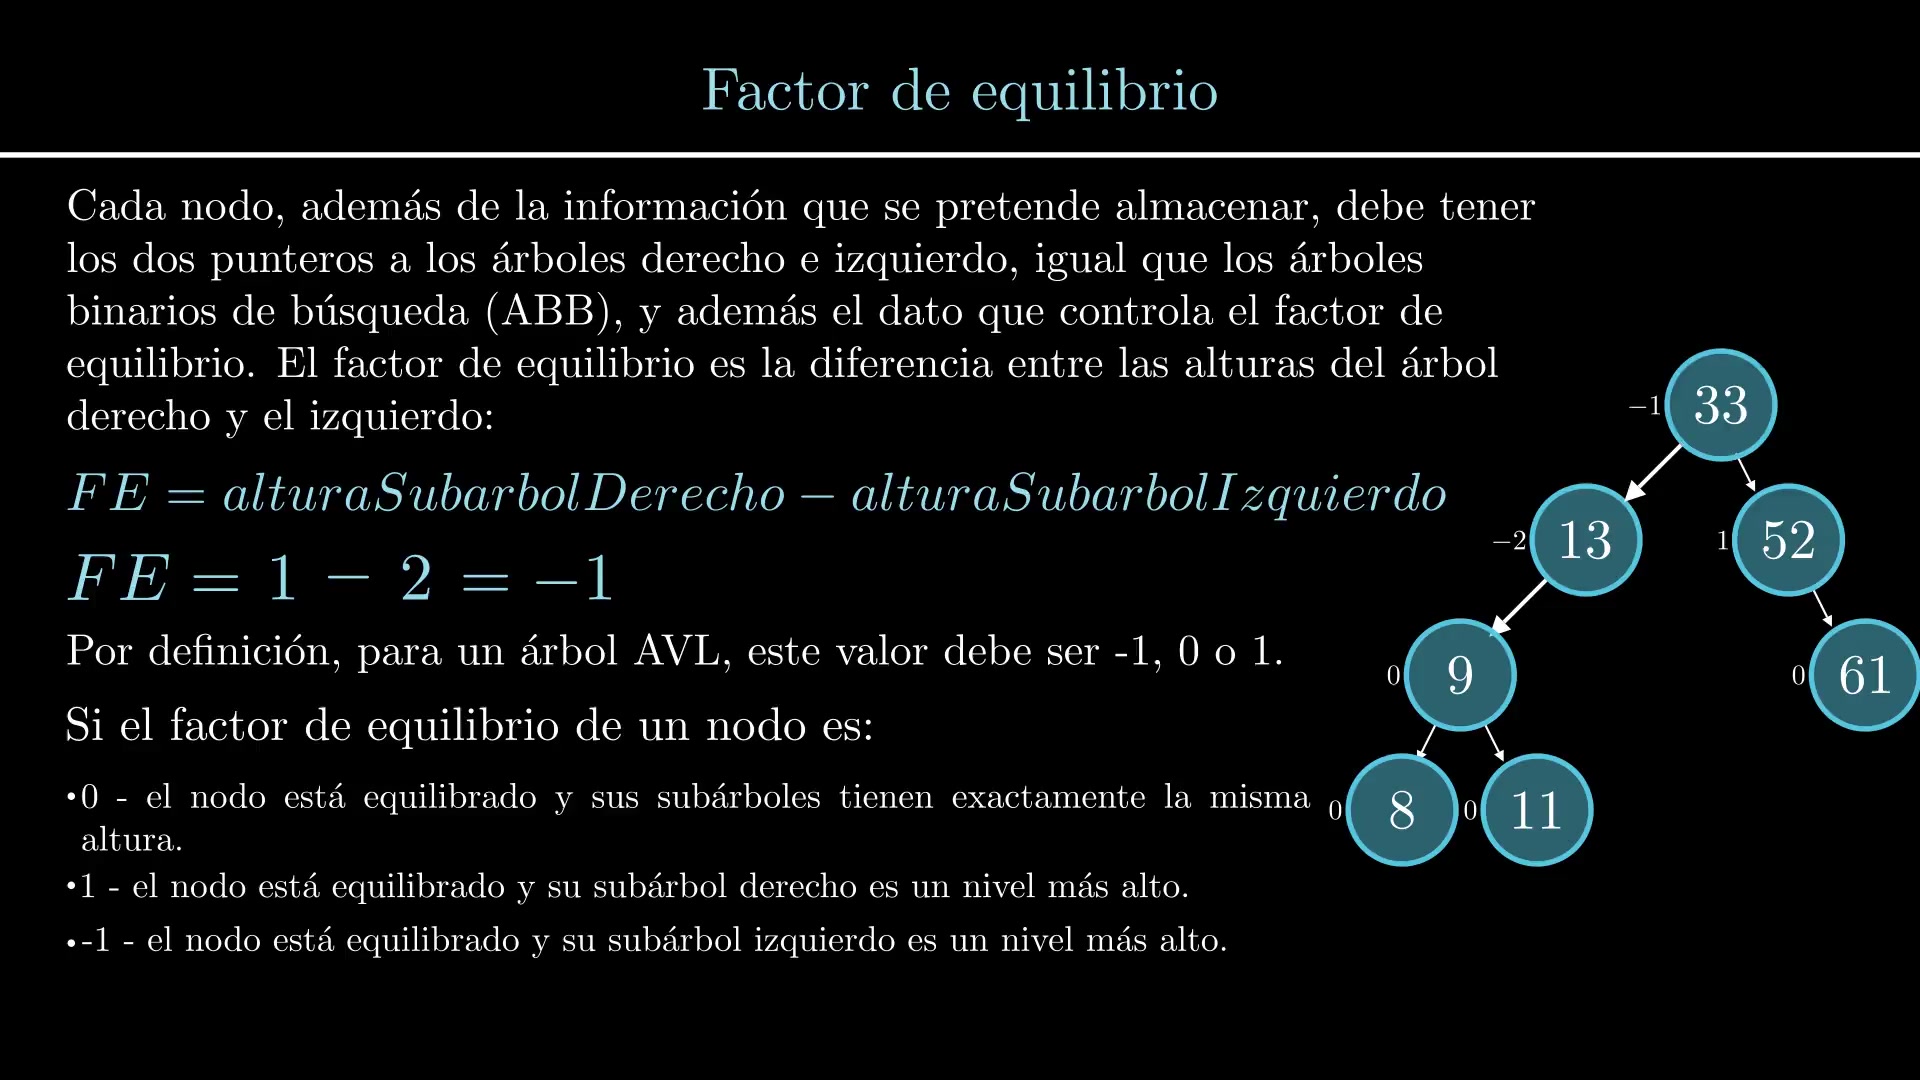 Factor de equilibrio
Cada nodo, además de la información que se pretende almacenar, debe tener
los dos punteros a los árboles derecho e izquierdo, igual que los árboles
binarios de búsqueda (ABB), y además el dato que controla el factor de
equilibrio. El factor de equilibrio es la diferencia entre las alturas del árbol
derecho y el izquierdo:
FE = alturaSubarbolDerecho − alturaSubarbolIzquierdo
FE = 1 − 2 = −1
Por definición, para un árbol AVL, este valor debe ser -1, 0 o 1.
Si el factor de equilibrio de un nodo es:
•0 - el nodo está equilibrado y sus subárboles tienen exactamente la misma
altura.
•1 - el nodo está equilibrado y su subárbol derecho es un nivel más alto.
•-1 - el nodo está equilibrado y su subárbol izquierdo es un nivel más alto.
−1 33
−2 13 1 52
0 9 0 61
0 8 0 11